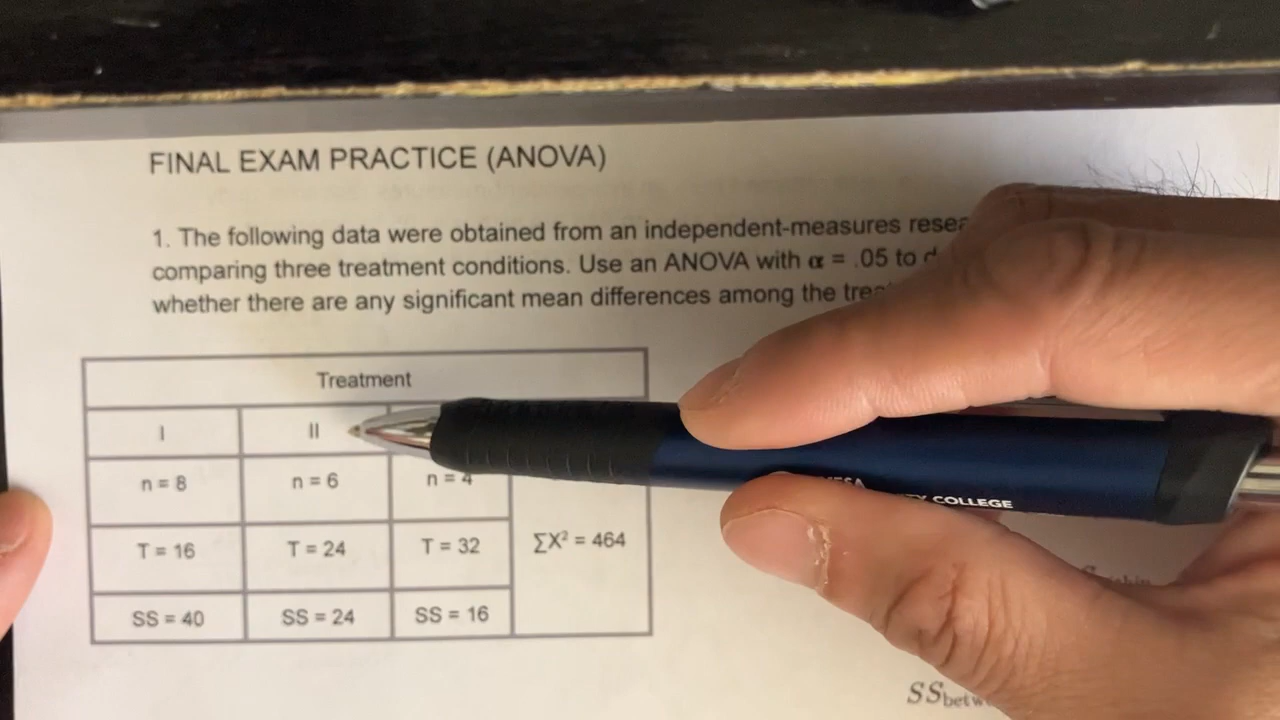 FINAL EXAM PRACTICE (ANOVA)
1. The following data were obtained from an independent-measures
comparing three treatment conditions. Use an ANOVA with α = .05 to
whether there are any significant mean differences among the
Treatment
I II
n = 8 n = 6 n = 4
T = 16 T = 24 T = 32 ∑X² = 464
SS = 40 SS = 24 SS = 16
COLLEGE